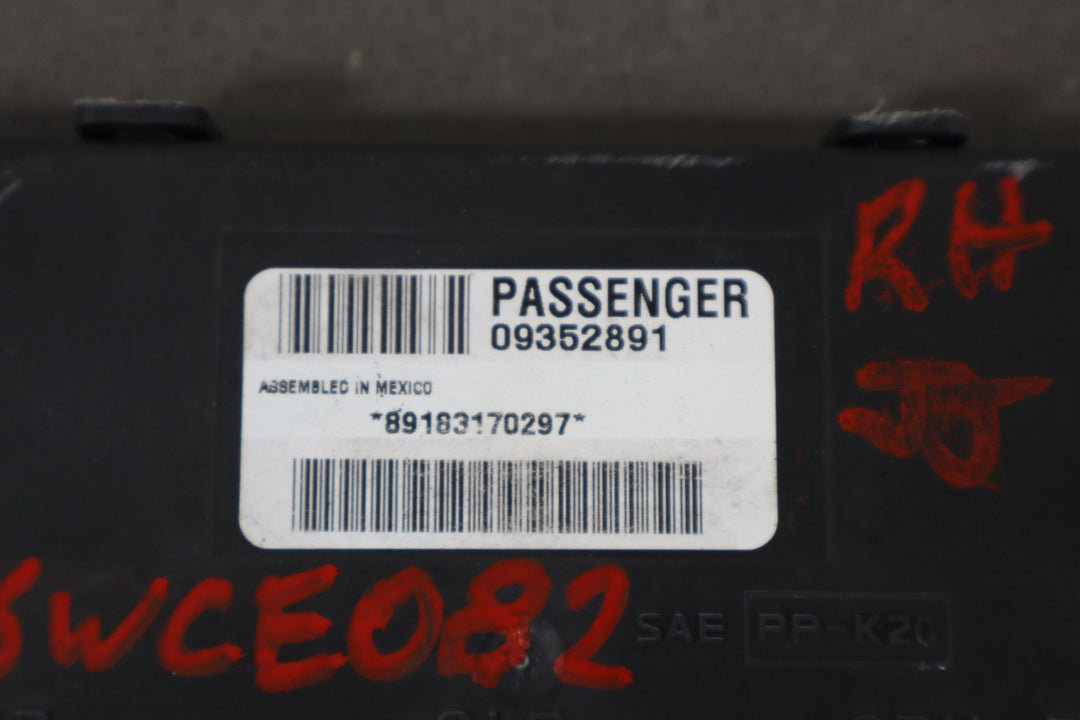 RH
PASSENGER
09352891
ASSEMBLED IN MEXICO
*89183170297*
SWCE082
SAE PP-K20